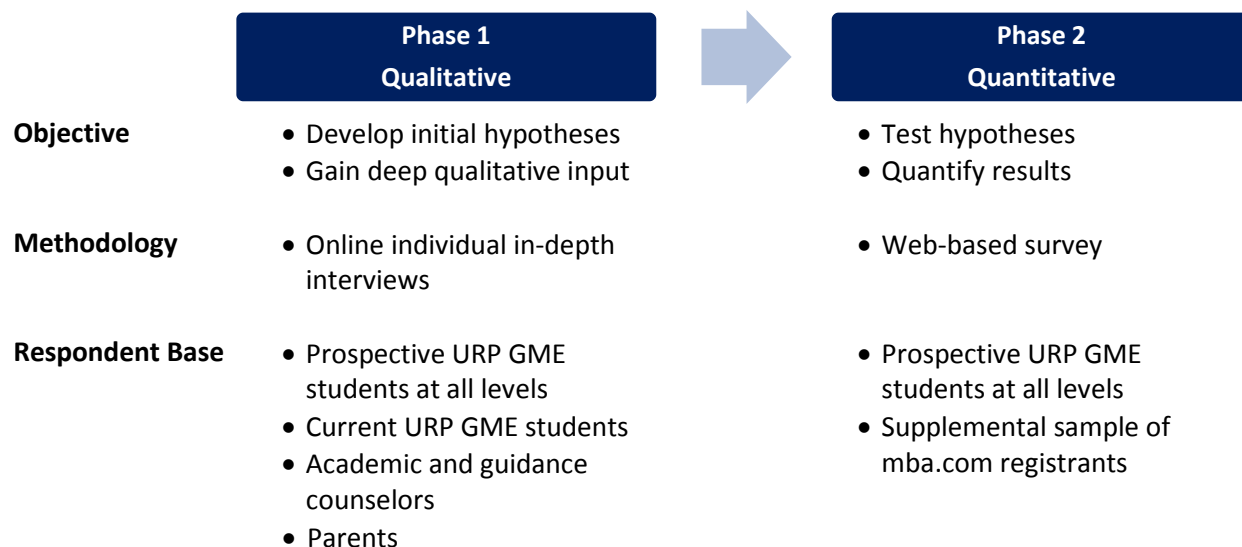 Phase 1
Qualitative
Phase 2
Quantitative
Objective
• Develop initial hypotheses
• Gain deep qualitative input
• Test hypotheses
• Quantify results
Methodology
• Online individual in-depth
interviews
• Web-based survey
Respondent Base
• Prospective URP GME
students at all levels
• Current URP GME students
• Academic and guidance
counselors
• Parents
• Prospective URP GME
students at all levels
• Supplemental sample of
mba.com registrants